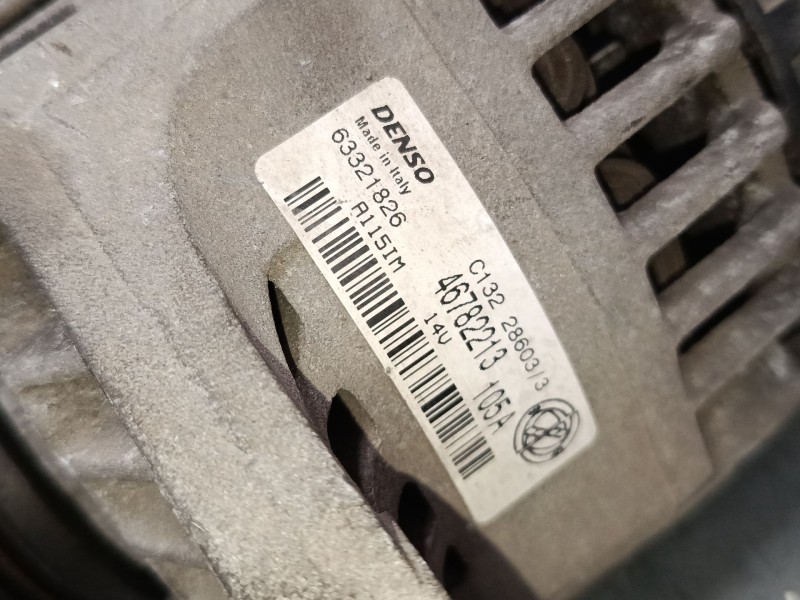 DENSO
Made in Italy
63321826
A115IM
C132 28603/3
46782213 105A
14V